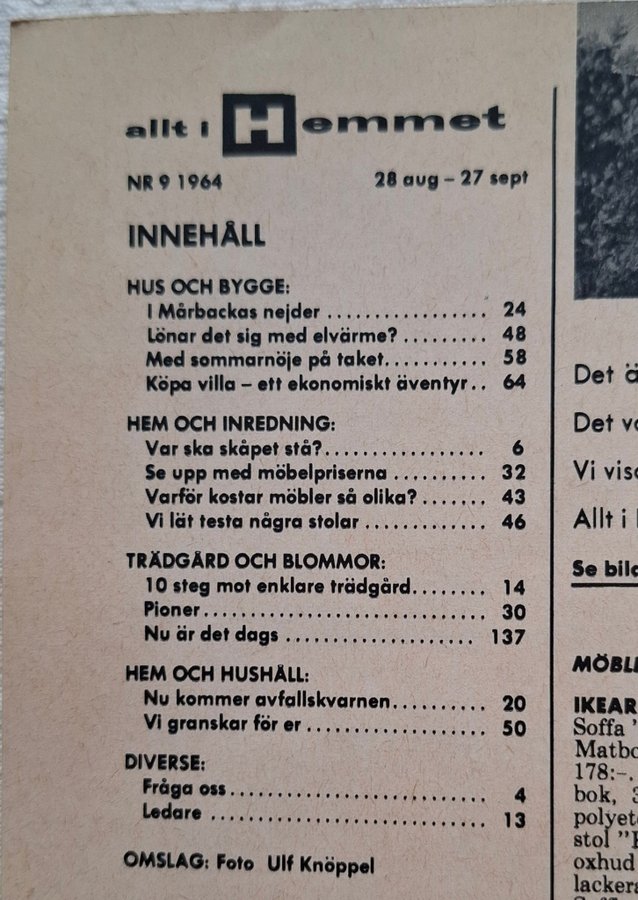 allt i Hemmet
NR 9 1964 28 aug – 27 sept
INNEHÅLL
HUS OCH BYGGE:
I Mårbackas nejder ................. 24
Lönar det sig med elvärme? ......... 48
Med sommarnöje på taket.......... 58
Köpa villa – ett ekonomiskt äventyr.. 64
HEM OCH INREDNING:
Var ska skåpet stå?................. 6
Se upp med möbelpriserna .......... 32
Varför kostar möbler så olika? ....... 43
Vi lät testa några stolar ............. 46
TRÄDGÅRD OCH BLOMMOR:
10 steg mot enklare trädgård........ 14
Pioner ............................. 30
Nu är det dags .................... 137
HEM OCH HUSHÅLL:
Nu kommer avfallskvarnen.......... 20
Vi granskar för er ................... 50
DIVERSE:
Fråga oss ........................... 4
Ledare ............................. 13
OMSLAG: Foto Ulf Knöppel
Det
Det
Vi
Allt i
Se
IKEAR
Soffa
178:–.
bok,
stol
oxhud